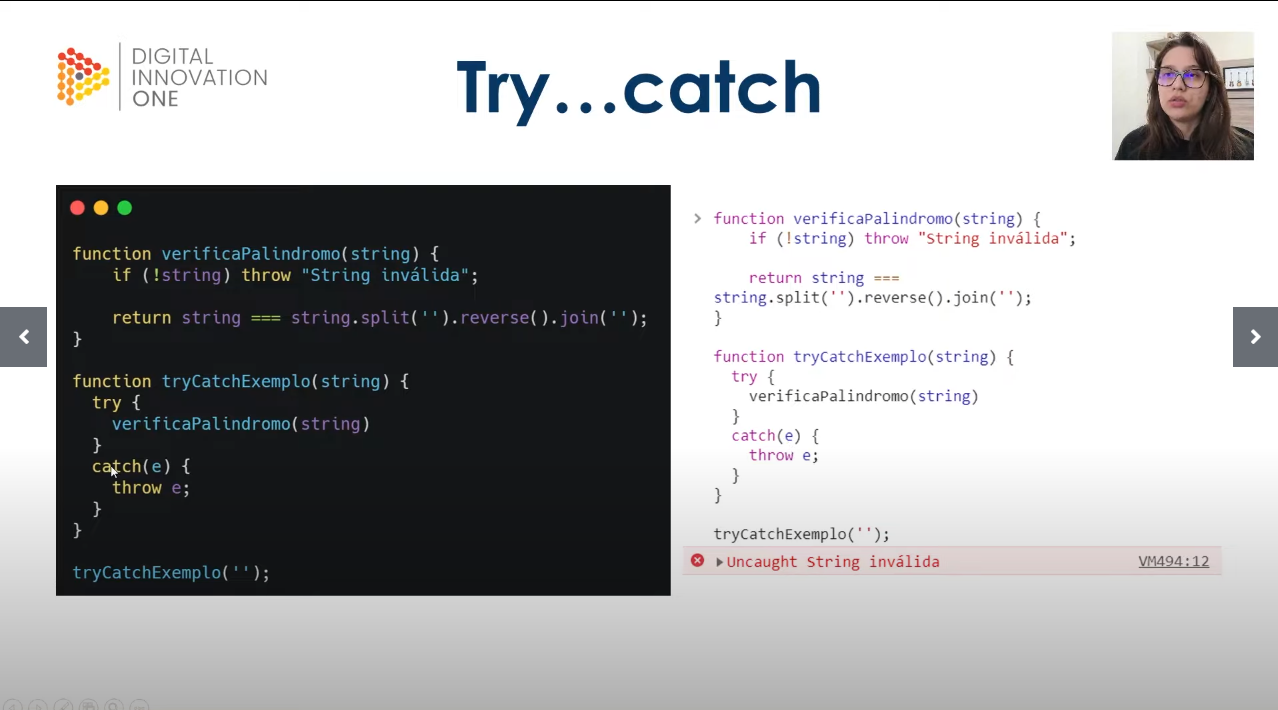 DIGITAL
INNOVATION
ONE
Try...catch
function verificaPalindromo(string) {
    if (!string) throw "String inválida";

    return string === string.split('').reverse().join('');
}

function tryCatchExemplo(string) {
  try {
    verificaPalindromo(string)
  }
  catch(e) {
    throw e;
  }
}

tryCatchExemplo('');
function verificaPalindromo(string) {
    if (!string) throw "String inválida";

    return string ===
string.split('').reverse().join('');
}

function tryCatchExemplo(string) {
  try {
    verificaPalindromo(string)
  }
  catch(e) {
    throw e;
  }
}

tryCatchExemplo('');
Uncaught String inválida VM494:12